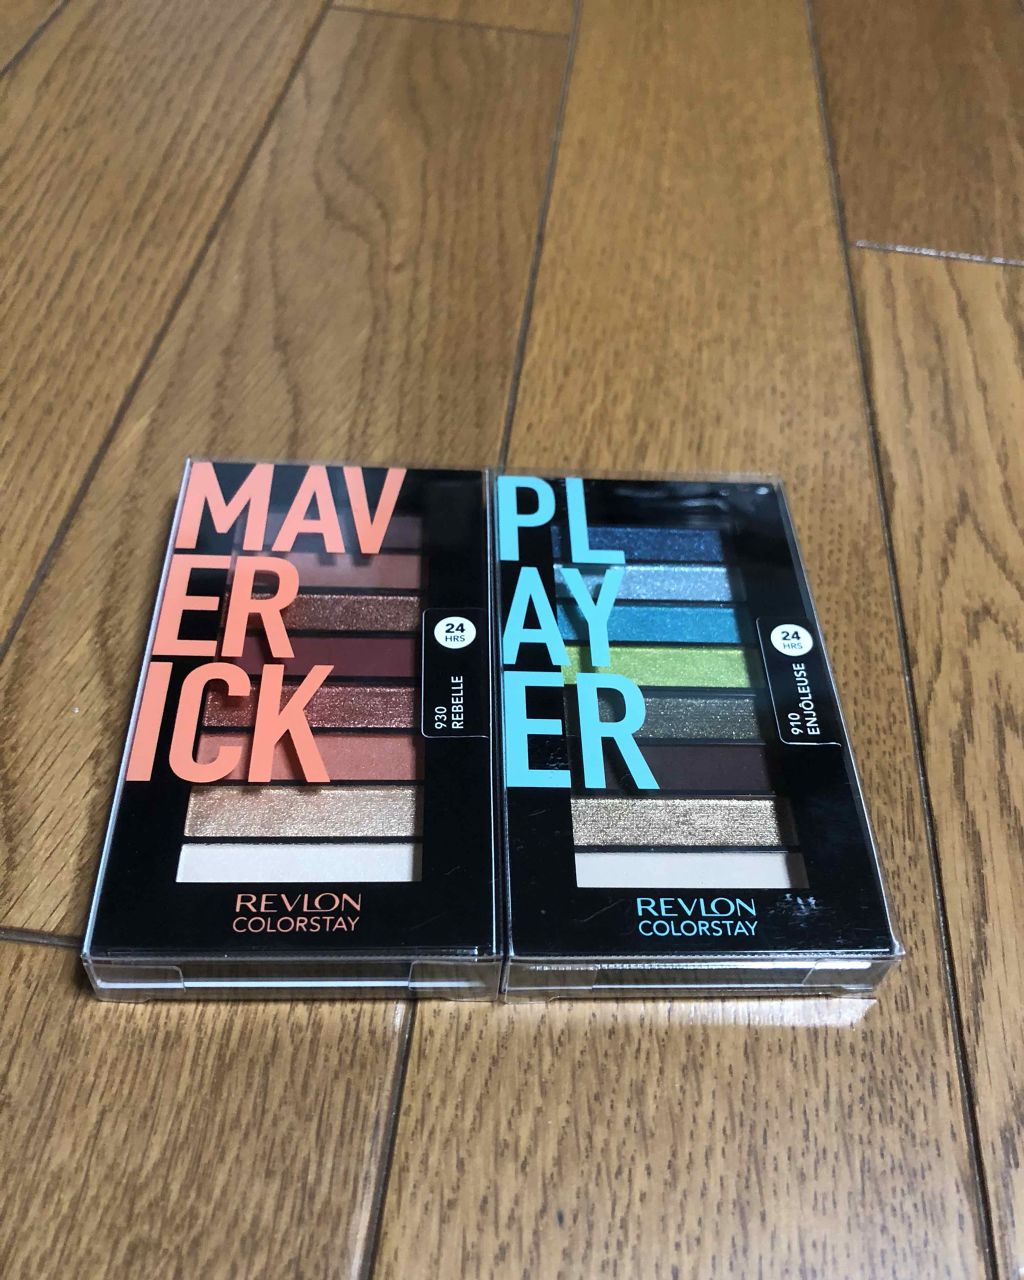 MAV
ER
ICK
24
HRS
930
REBELLE
REVLON
COLORSTAY
PL
AY
ER
24
HRS
910
ENJÔLEUSE
REVLON
COLORSTAY